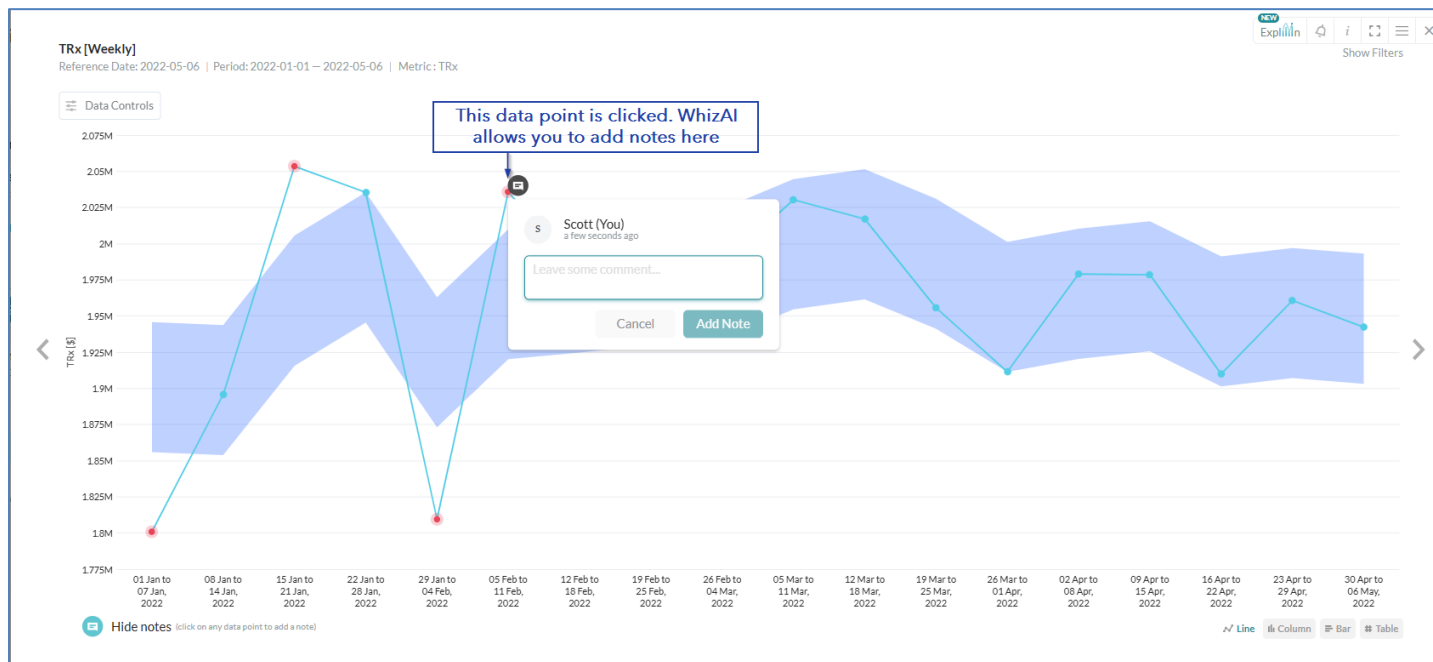 NEW
Explain
TRx [Weekly]
Show Filters
Reference Date: 2022-05-06 | Period: 2022-01-01 — 2022-05-06 | Metric : TRx
Data Controls
This data point is clicked. WhizAI
allows you to add notes here
2.075M
2.05M
2.025M
2M
1.975M
1.95M
1.925M
1.9M
1.875M
1.85M
1.825M
1.8M
1.775M
TRx [$]
S
Scott (You)
a few seconds ago
Leave some comment...
Cancel
Add Note
01 Jan to 08 Jan to 15 Jan to 22 Jan to 29 Jan to 05 Feb to 12 Feb to 19 Feb to 26 Feb to 05 Mar to 12 Mar to 19 Mar to 26 Mar to 02 Apr to 09 Apr to 16 Apr to 23 Apr to 30 Apr to
07 Jan, 14 Jan, 21 Jan, 28 Jan, 04 Feb, 11 Feb, 18 Feb, 25 Feb, 04 Mar, 11 Mar, 18 Mar, 25 Mar, 01 Apr, 08 Apr, 15 Apr, 22 Apr, 29 Apr, 06 May,
2022 2022 2022 2022 2022 2022 2022 2022 2022 2022 2022 2022 2022 2022 2022 2022 2022 2022
Hide notes (click on any data point to add a note)
Line Column Bar Table